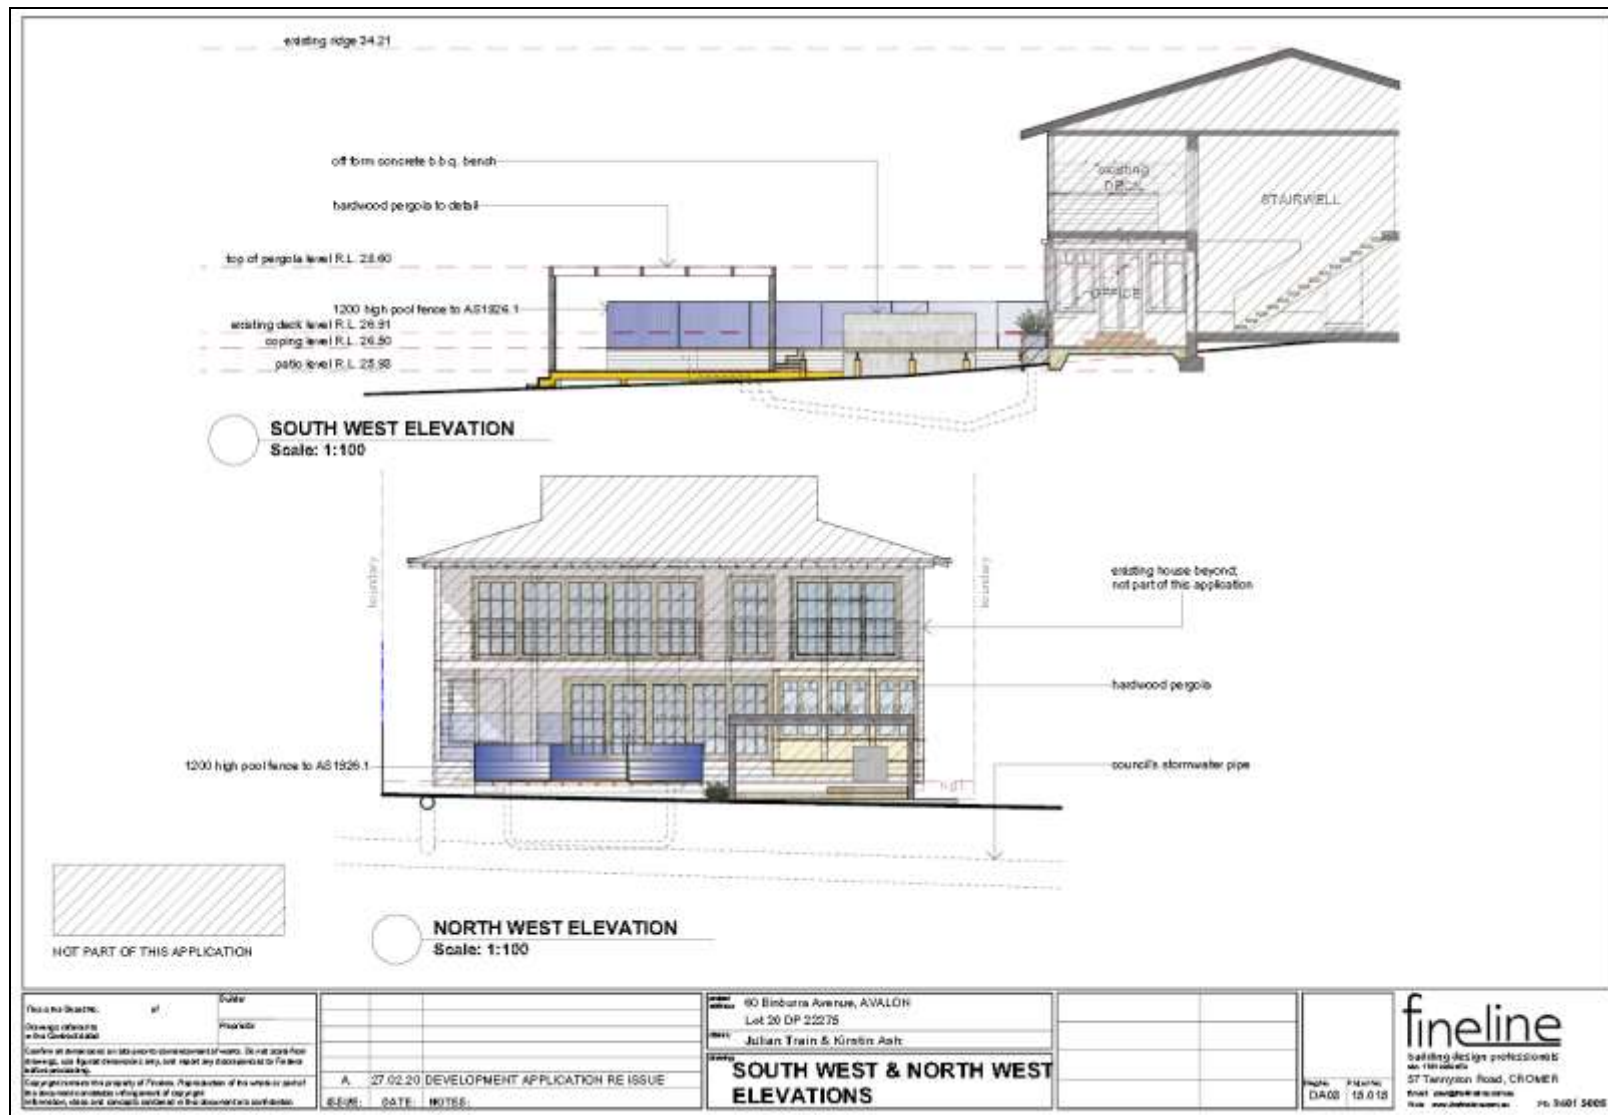 existing ridge 34.21
off form concrete b.b.q. bench
hardwood pergola to detail
top of pergola level R.L. 28.60
1200 high pool fence to AS1926.1
existing deck level R.L. 26.91
coping level R.L. 26.50
patio level R.L. 25.98
existing
DECK
STAIRWELL
OFFICE
SOUTH WEST ELEVATION
Scale: 1:100
boundary
boundary
existing house beyond;
not part of this application
hardwood pergola
1200 high pool fence to AS1926.1
council's stormwater pipe
NOT PART OF THIS APPLICATION
NORTH WEST ELEVATION
Scale: 1:100
Builder
Proprietor
A 27.02.20 DEVELOPMENT APPLICATION RE ISSUE
ISSUE: DATE: NOTES:
60 Binburra Avenue, AVALON
Lot 20 DP 22275
Julian Train & Kirstin Ash
SOUTH WEST & NORTH WEST
ELEVATIONS
fineline
building design professionals
57 Tennyson Road, CROMER